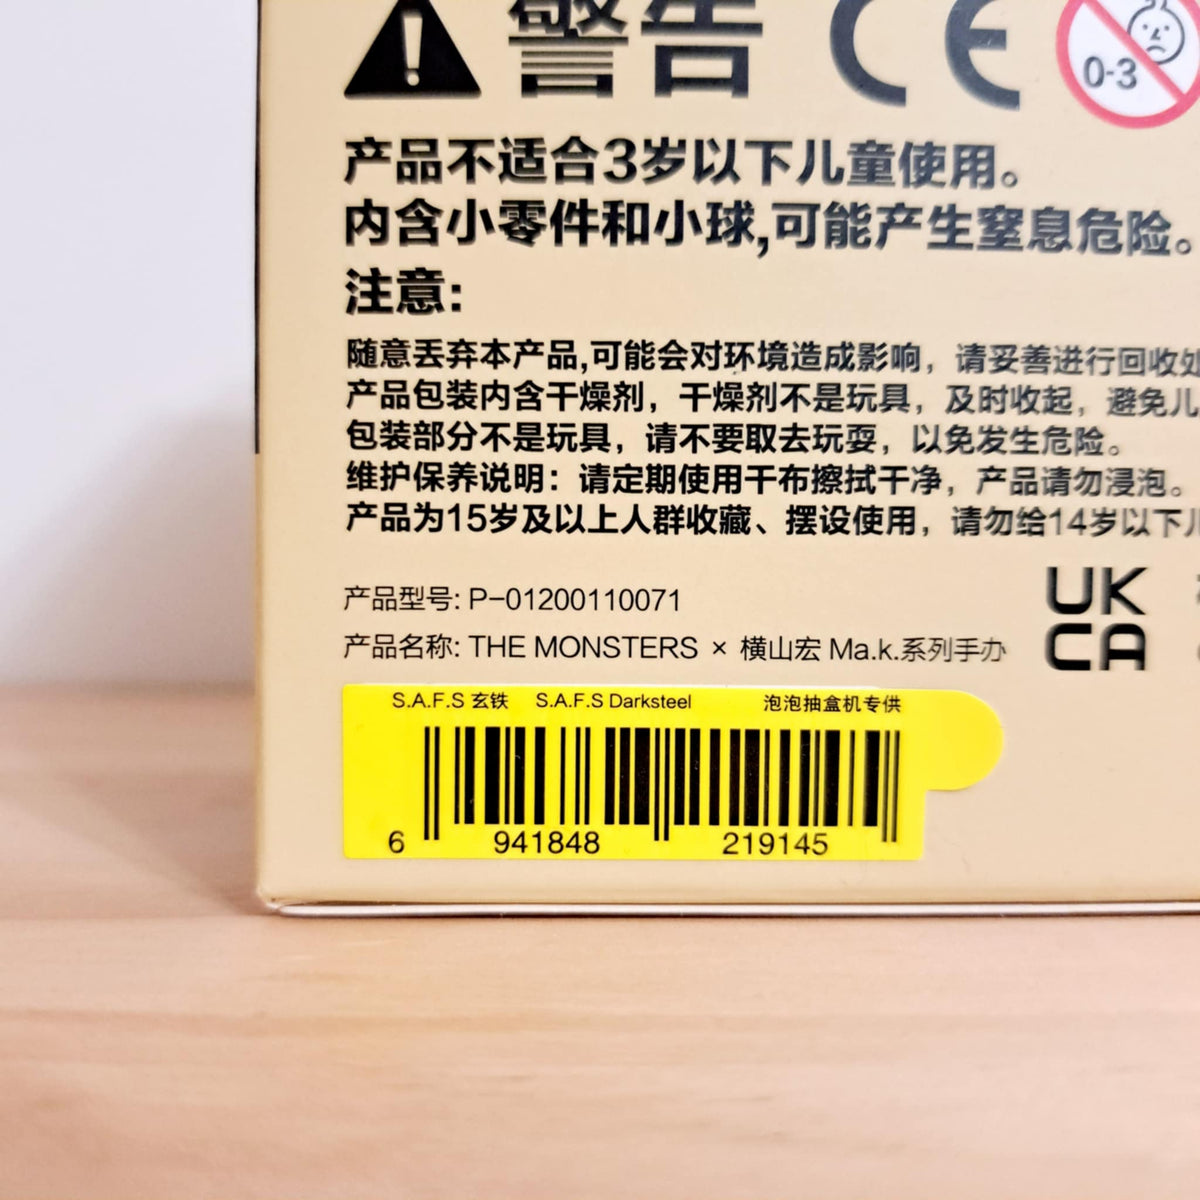 警告 CE 0-3
产品不适合3岁以下儿童使用。
内含小零件和小球,可能产生窒息危险。
注意:
随意丢弃本产品,可能会对环境造成影响，请妥善进行回收处
产品包装内含干燥剂，干燥剂不是玩具，及时收起，避免儿
包装部分不是玩具，请不要取去玩耍，以免发生危险。
维护保养说明：请定期使用干布擦拭干净，产品请勿浸泡。
产品为15岁及以上人群收藏、摆设使用，请勿给14岁以下儿
产品型号: P-01200110071
产品名称: THE MONSTERS × 横山宏 Ma.k.系列手办
UK
CA
S.A.F.S 玄铁 S.A.F.S Darksteel 泡泡抽盒机专供
6 941848 219145